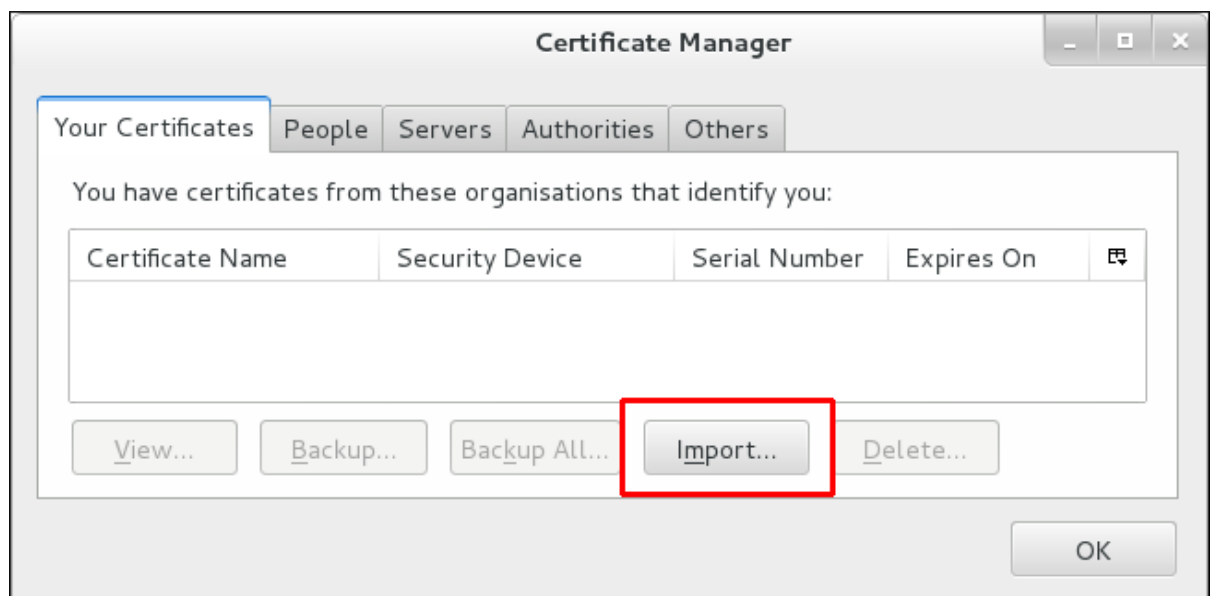 Certificate Manager
Your Certificates People Servers Authorities Others
You have certificates from these organisations that identify you:
Certificate Name Security Device Serial Number Expires On
View... Backup... Backup All... Import... Delete...
OK